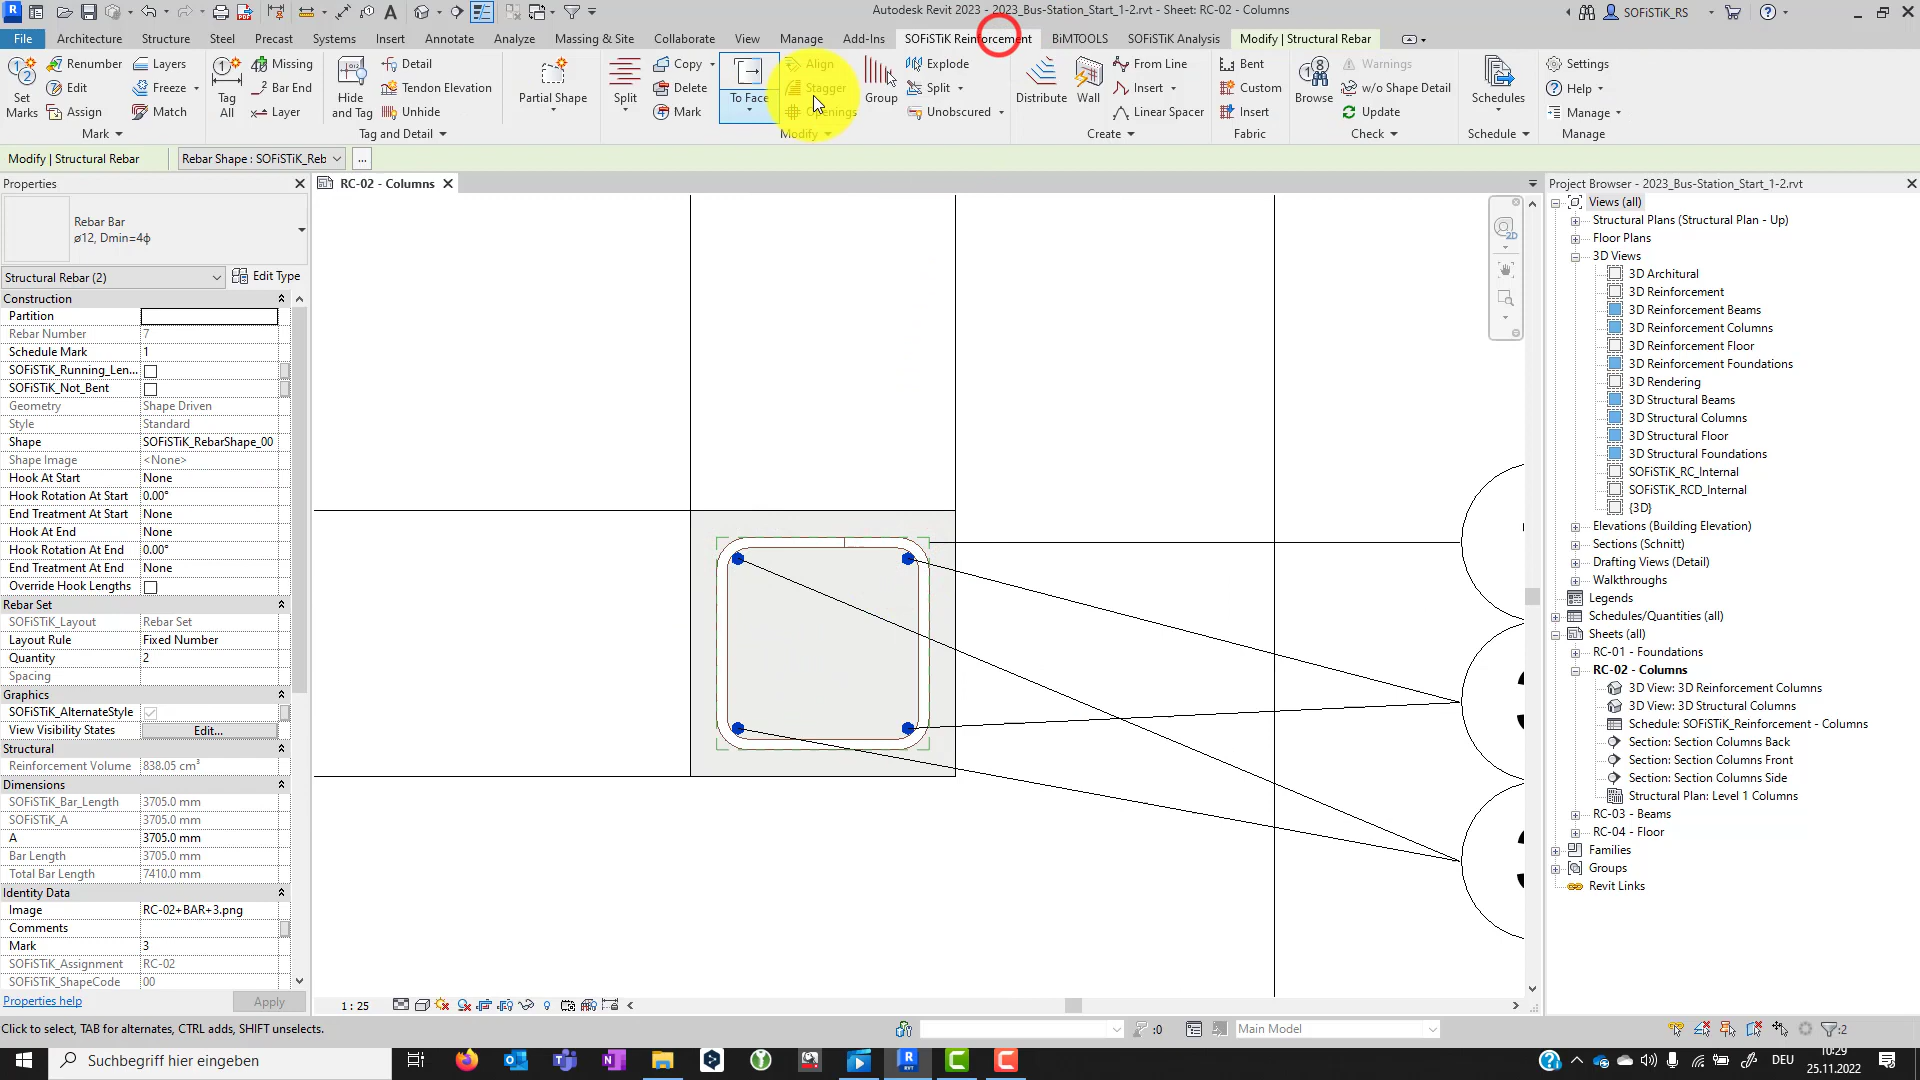 Autodesk Revit 2023 - 2023_Bus-Station_Start_1-2.rvt - Sheet: RC-02 - Columns
SOFiSTiK_RS
File
Architecture
Structure
Steel
Precast
Systems
Insert
Annotate
Analyze
Massing & Site
Collaborate
View
Manage
Add-Ins
SOFiSTiK Reinforcement
BiMTOOLS
SOFiSTiK Analysis
Modify | Structural Rebar
Set Marks
Renumber
Edit
Assign
Layers
Freeze
Match
Mark
Tag All
Missing
Bar End
Layer
Hide and Tag
Detail
Tendon Elevation
Unhide
Tag and Detail
Partial Shape
Split
Copy
Delete
Mark
To Face
Align
Stagger
Openings
Group
Explode
Split
Unobscured
Modify
Distribute
Wall
From Line
Insert
Linear Spacer
Create
Bent
Custom
Insert
Fabric
Browse
Warnings
w/o Shape Detail
Update
Check
Schedules
Schedule
Settings
Help
Manage
Manage
Modify | Structural Rebar
Rebar Shape : SOFiSTiK_Reb
...
Properties
RC-02 - Columns
Rebar Bar
ø12, Dmin=4ϕ
Structural Rebar (2)
Edit Type
Construction
Partition
Rebar Number 7
Schedule Mark 1
SOFiSTiK_Running_Len...
SOFiSTiK_Not_Bent
Geometry Shape Driven
Style Standard
Shape SOFiSTiK_RebarShape_00
Shape Image <None>
Hook At Start None
Hook Rotation At Start 0.00°
End Treatment At Start None
Hook At End None
Hook Rotation At End 0.00°
End Treatment At End None
Override Hook Lengths
Rebar Set
SOFiSTiK_Layout Rebar Set
Layout Rule Fixed Number
Quantity 2
Spacing
Graphics
SOFiSTiK_AlternateStyle
View Visibility States Edit...
Structural
Reinforcement Volume 838.05 cm³
Dimensions
SOFiSTiK_Bar_Length 3705.0 mm
SOFiSTiK_A 3705.0 mm
A 3705.0 mm
Bar Length 3705.0 mm
Total Bar Length 7410.0 mm
Identity Data
Image RC-02+BAR+3.png
Comments
Mark 3
SOFiSTiK_Assignment RC-02
SOFiSTiK_ShapeCode 00
Properties help
Apply
2D
1 : 25
Project Browser - 2023_Bus-Station_Start_1-2.rvt
Views (all)
Structural Plans (Structural Plan - Up)
Floor Plans
3D Views
3D Architural
3D Reinforcement
3D Reinforcement Beams
3D Reinforcement Columns
3D Reinforcement Floor
3D Reinforcement Foundations
3D Rendering
3D Structural Beams
3D Structural Columns
3D Structural Floor
3D Structural Foundations
SOFiSTiK_RC_Internal
SOFiSTiK_RCD_Internal
{3D}
Elevations (Building Elevation)
Sections (Schnitt)
Drafting Views (Detail)
Walkthroughs
Legends
Schedules/Quantities (all)
Sheets (all)
RC-01 - Foundations
RC-02 - Columns
3D View: 3D Reinforcement Columns
3D View: 3D Structural Columns
Schedule: SOFiSTiK_Reinforcement - Columns
Section: Section Columns Back
Section: Section Columns Front
Section: Section Columns Side
Structural Plan: Level 1 Columns
RC-03 - Beams
RC-04 - Floor
Families
Groups
Revit Links
Click to select, TAB for alternates, CTRL adds, SHIFT unselects.
:0
Main Model
:2
Suchbegriff hier eingeben
DEU
10:29
25.11.2022